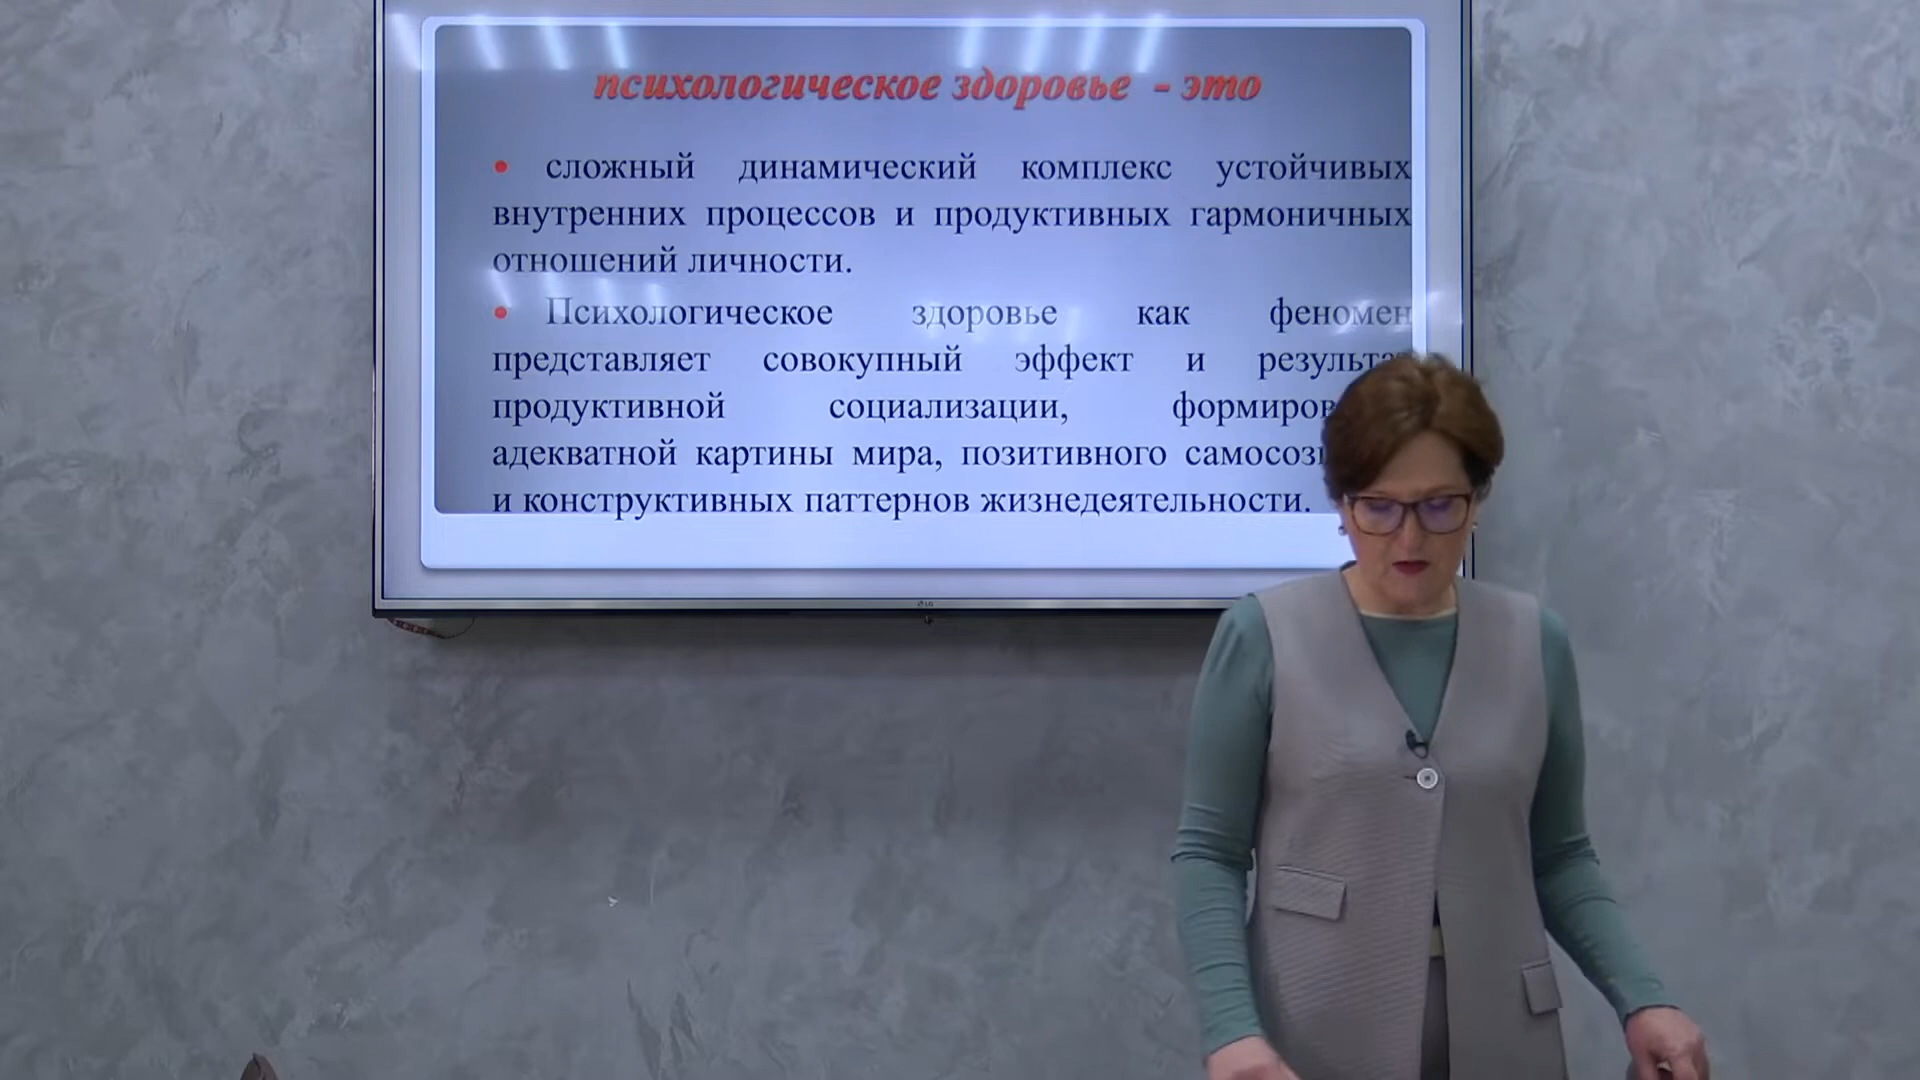 психологическое здоровье - это
• сложный динамический комплекс устойчивых
внутренних процессов и продуктивных гармоничных
отношений личности.
• Психологическое здоровье как феномен
представляет совокупный эффект и
продуктивной социализации,
адекватной картины мира, позитивного
и конструктивных паттернов жизнедеятельности.
LG